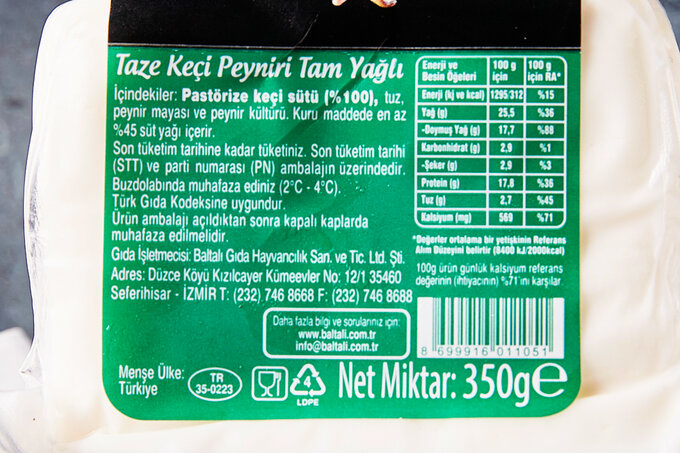 Taze Keçi Peyniri Tam Yağlı
İçindekiler: Pastörize keçi sütü (%100), tuz,
peynir mayası ve peynir kültürü. Kuru maddede en az
%45 süt yağı içerir.
Son tüketim tarihine kadar tüketiniz. Son tüketim tarihi
(STT) ve parti numarası (PN) ambalajın üzerindedir.
Buzdolabında muhafaza ediniz (2°C - 4°C).
Türk Gıda Kodeksine uygundur.
Ürün ambalajı açıldıktan sonra kapalı kaplarda
muhafaza edilmelidir.
Gıda İşletmecisi: Baltalı Gıda Hayvancılık San. ve Tic. Ltd. Şti.
Adres: Düzce Köyü Kızılcayer Kümeevler No: 12/1 35460
Seferihisar - İZMİR T: (232) 746 8668 F: (232) 746 8688
Daha fazla bilgi ve sorularınız için:
www.baltali.com.tr
info@baltali.com.tr
Menşe Ülke:
Türkiye
TR
35-0223
4
LDPE
Net Miktar: 350g℮
Enerji ve Besin Öğeleri 100 g için 100 g için RA*
Enerji (kj ve kcal) 1295/312 %15
Yağ (g) 25,5 %36
-Doymuş Yağ (g) 17,7 %88
Karbonhidrat (g) 2,9 %1
-Şeker (g) 2,9 %3
Protein (g) 17,8 %36
Tuz (g) 2,7 %45
Kalsiyum (mg) 569 %71
*Değerler ortalama bir yetişkinin Referans
Alım Düzeyini belirtir (8400 kJ/2000kcal)
100g ürün günlük kalsiyum referans
değerinin (ihtiyacının) %71'ini karşılar
8 699916 011051